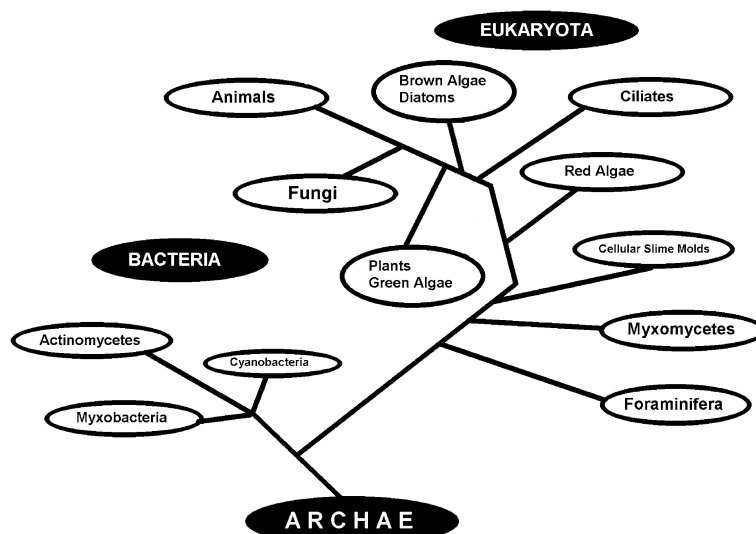 EUKARYOTA
Brown Algae
Diatoms
Animals
Ciliates
Red Algae
Fungi
Cellular Slime Molds
BACTERIA
Plants
Green Algae
Myxomycetes
Actinomycetes
Cyanobacteria
Foraminifera
Myxobacteria
ARCHAE